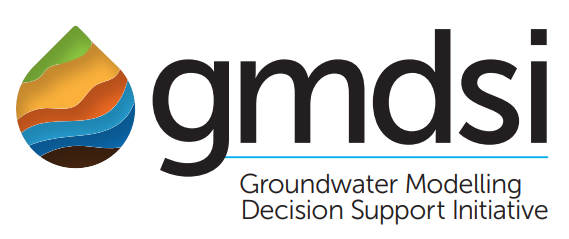 gmdsi
Groundwater Modelling
Decision Support Initiative